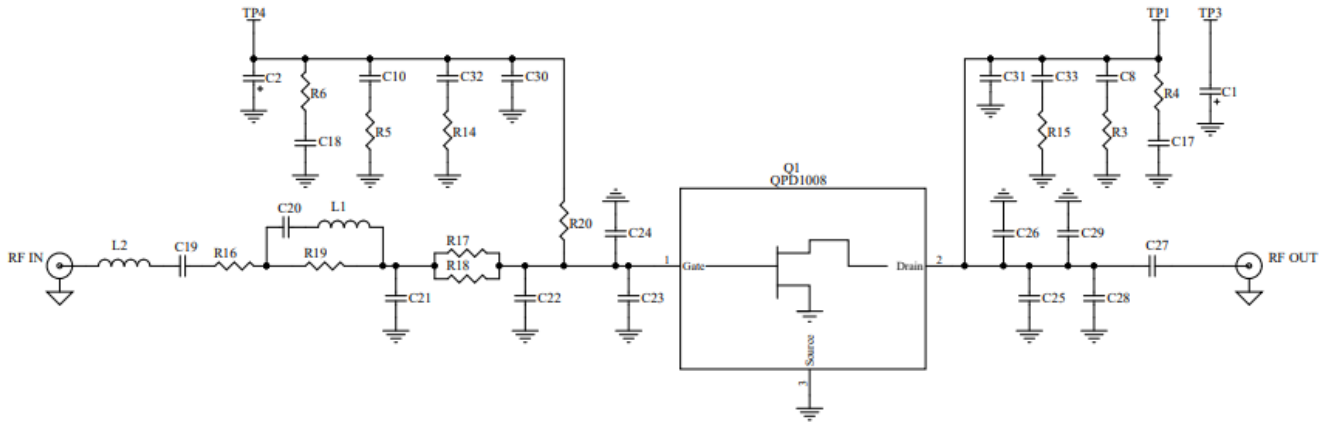 TP4
TP1
TP3
C2
R6
C10
C32
C30
C31
C33
C8
R4
C1
R5
R14
R15
R3
C18
C17
Q1
QPD1008
C20
L1
R20
C24
C26
C29
C27
RF IN
L2
C19
R16
R19
R17
R18
1
Gate
Drain
2
RF OUT
C21
C22
C23
C25
C28
Source
3